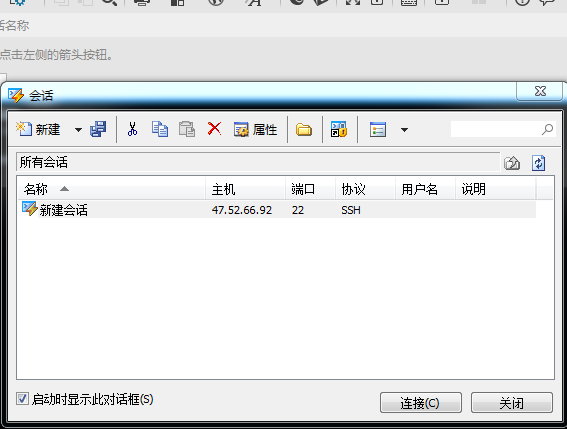 话名称
点击左侧的箭头按钮。
会话
新建 属性
所有会话
名称 主机 端口 协议 用户名 说明
新建会话 47.52.66.92 22 SSH
启动时显示此对话框(S) 连接(C) 关闭